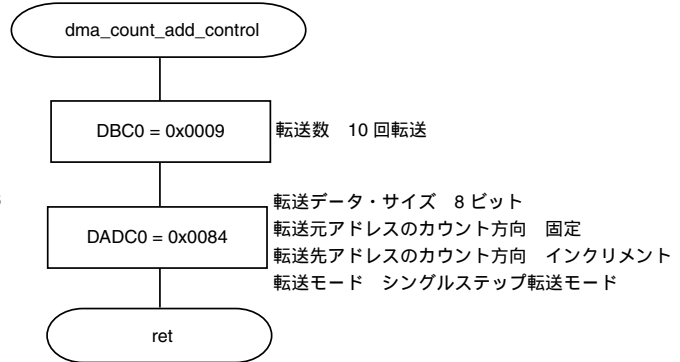 dma_count_add_control
DBC0 = 0x0009
転送数　10 回転送
DADC0 = 0x0084
転送データ・サイズ　8 ビット
転送元アドレスのカウント方向　固定
転送先アドレスのカウント方向　インクリメント
転送モード　シングルステップ転送モード
ret